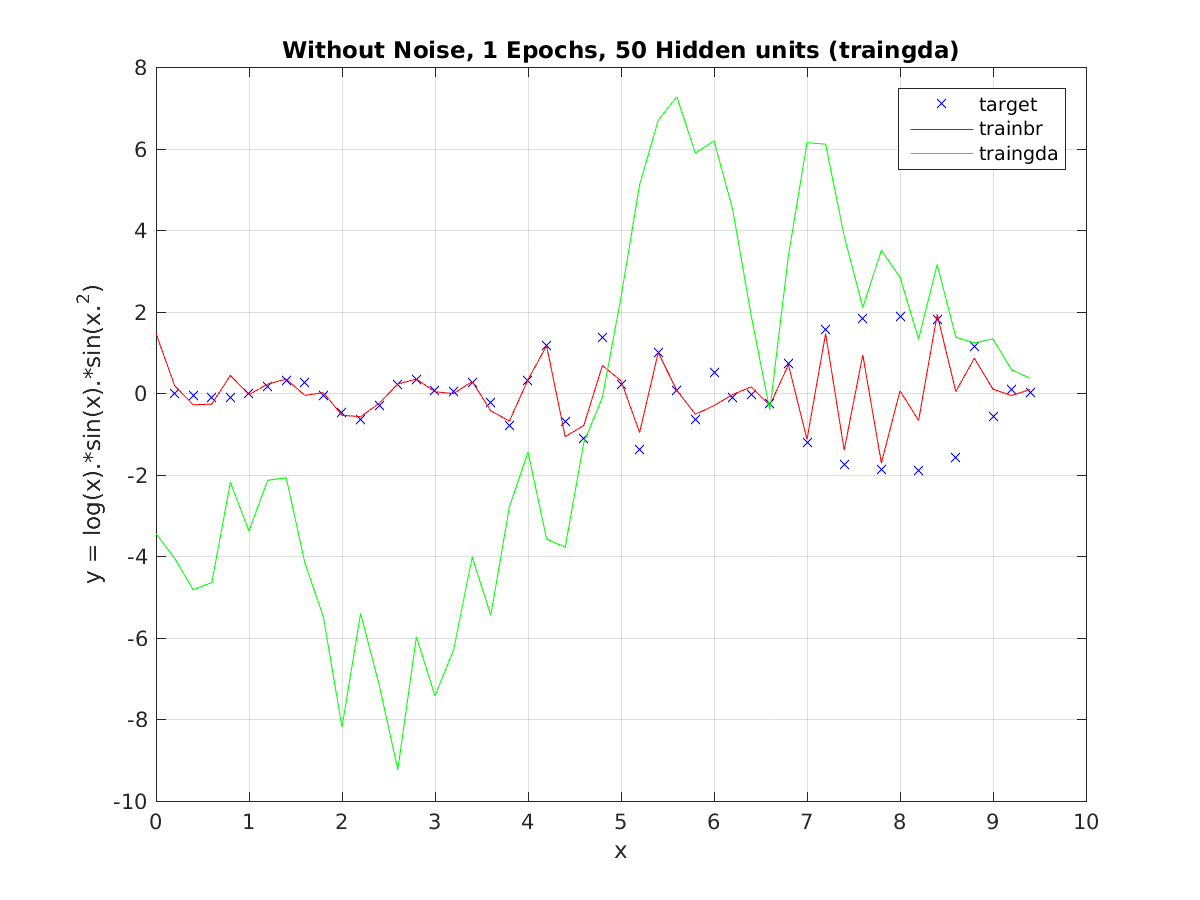 Without Noise, 1 Epochs, 50 Hidden units (traingda)
target
trainbr
traingda
8
6
4
2
0
-2
-4
-6
-8
-10
y = log(x).*sin(x).*sin(x.²)
0 1 2 3 4 5 6 7 8 9 10
x